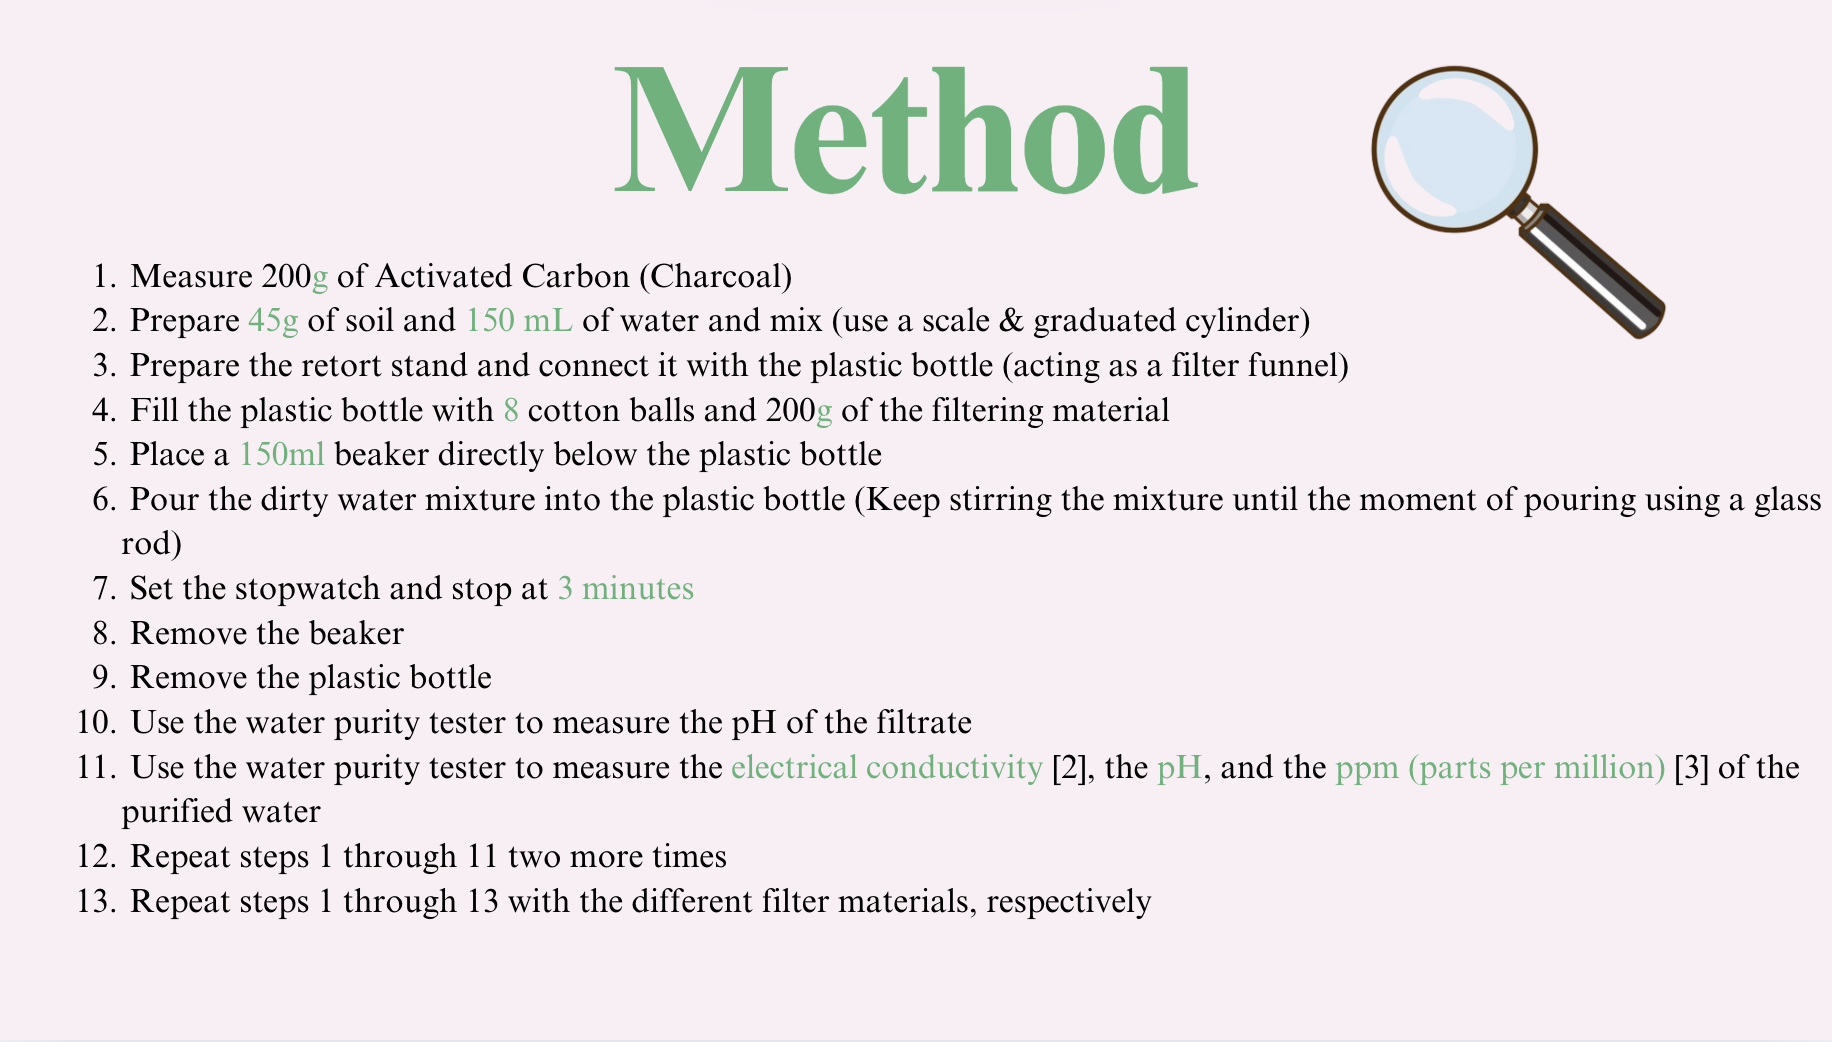 Method
1. Measure 200g of Activated Carbon (Charcoal)
2. Prepare 45g of soil and 150 mL of water and mix (use a scale & graduated cylinder)
3. Prepare the retort stand and connect it with the plastic bottle (acting as a filter funnel)
4. Fill the plastic bottle with 8 cotton balls and 200g of the filtering material
5. Place a 150ml beaker directly below the plastic bottle
6. Pour the dirty water mixture into the plastic bottle (Keep stirring the mixture until the moment of pouring using a glass
rod)
7. Set the stopwatch and stop at 3 minutes
8. Remove the beaker
9. Remove the plastic bottle
10. Use the water purity tester to measure the pH of the filtrate
11. Use the water purity tester to measure the electrical conductivity [2], the pH, and the ppm (parts per million) [3] of the
purified water
12. Repeat steps 1 through 11 two more times
13. Repeat steps 1 through 13 with the different filter materials, respectively